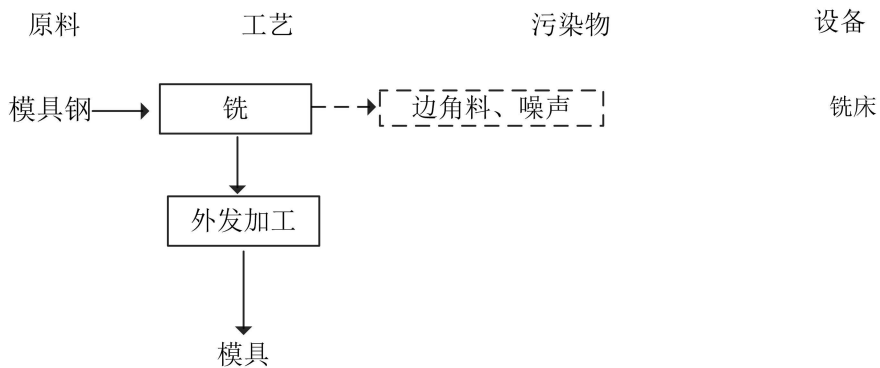 原料 工艺 污染物 设备
模具钢 铣 边角料、噪声 铣床
外发加工
模具